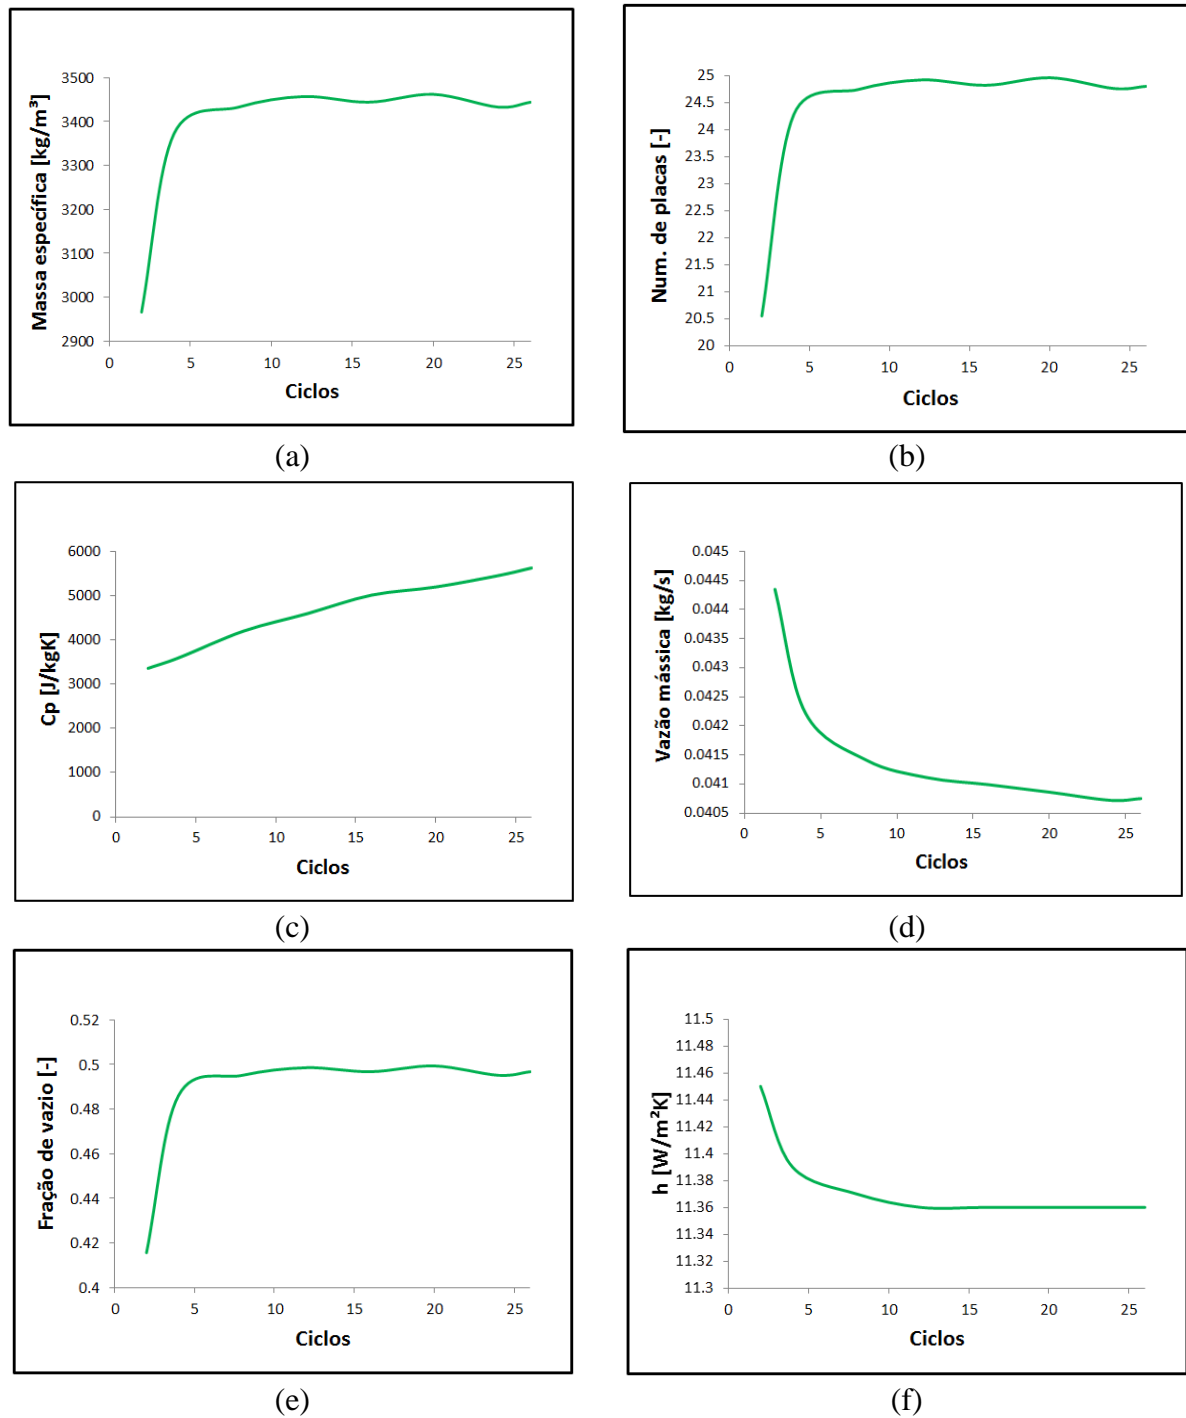 3500
3400
3300
3200
3100
3000
2900
Massa específica [kg/m³]
0 5 10 15 20 25
Ciclos
(a)
25
24.5
24
23.5
23
22.5
22
21.5
21
20.5
20
Num. de placas [-]
0 5 10 15 20 25
Ciclos
(b)
6000
5000
4000
3000
2000
1000
0
Cp [J/kgK]
0 5 10 15 20 25
Ciclos
(c)
0.045
0.0445
0.044
0.0435
0.043
0.0425
0.042
0.0415
0.041
0.0405
Vazão mássica [kg/s]
0 5 10 15 20 25
Ciclos
(d)
0.52
0.5
0.48
0.46
0.44
0.42
0.4
Fração de vazio [-]
0 5 10 15 20 25
Ciclos
(e)
11.5
11.48
11.46
11.44
11.42
11.4
11.38
11.36
11.34
11.32
11.3
h [W/m²K]
0 5 10 15 20 25
Ciclos
(f)